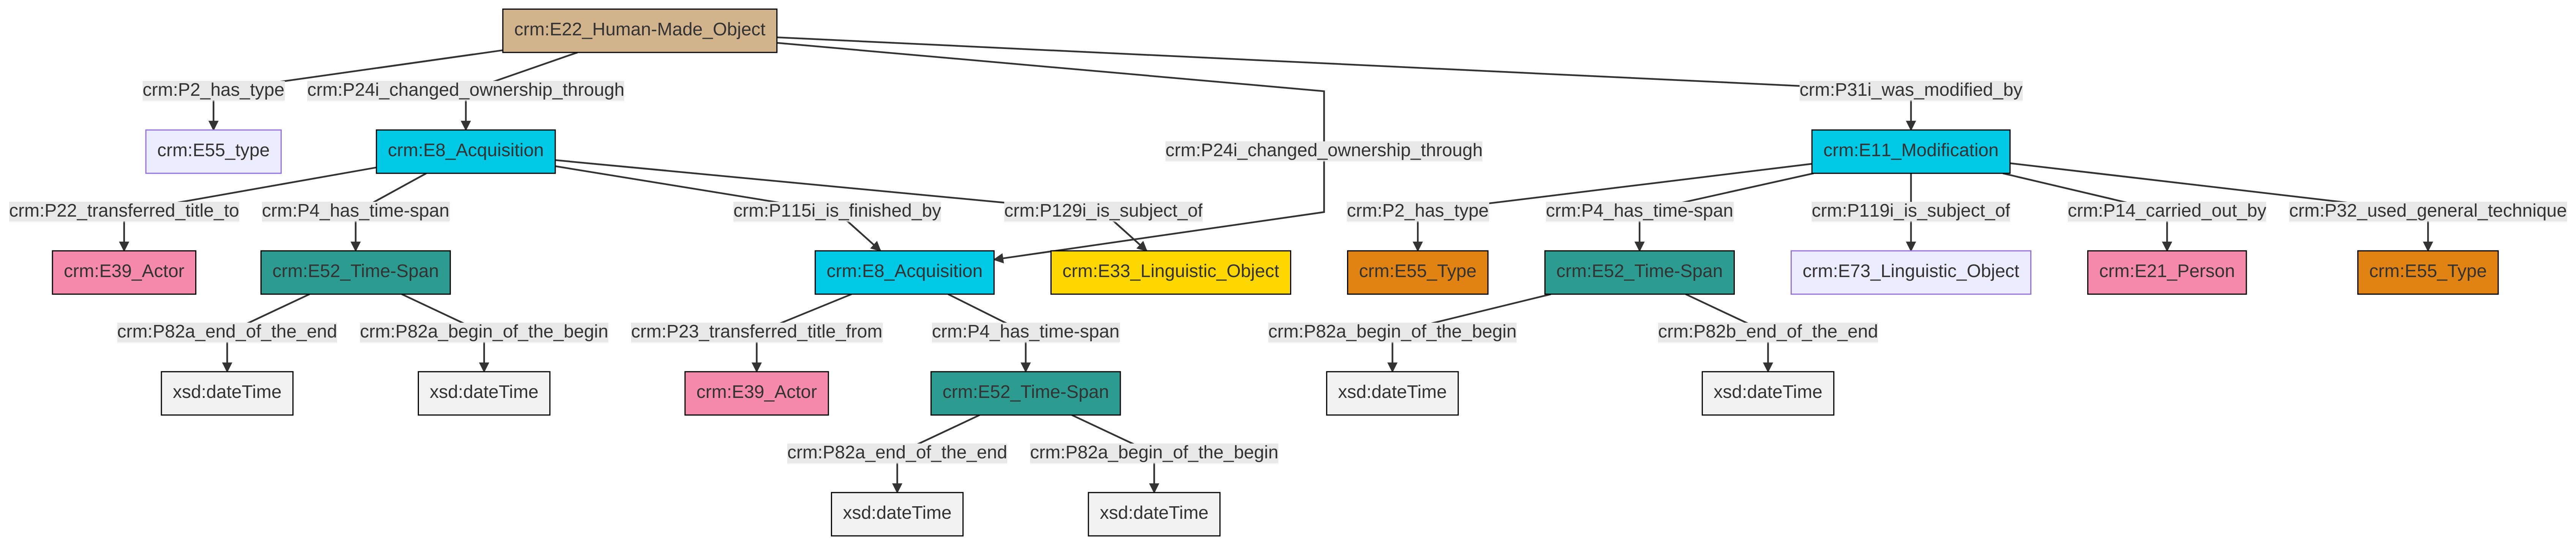 crm:E22_Human-Made_Object
crm:P2_has_type
crm:P24i_changed_ownership_through
crm:P31i_was_modified_by
crm:E55_type
crm:E8_Acquisition
crm:P24i_changed_ownership_through
crm:E11_Modification
crm:P22_transferred_title_to
crm:P4_has_time-span
crm:P115i_is_finished_by
crm:P129i_is_subject_of
crm:P2_has_type
crm:P4_has_time-span
crm:P119i_is_subject_of
crm:P14_carried_out_by
crm:P32_used_general_technique
crm:E39_Actor
crm:E52_Time-Span
crm:E8_Acquisition
crm:E33_Linguistic_Object
crm:E55_Type
crm:E52_Time-Span
crm:E73_Linguistic_Object
crm:E21_Person
crm:E55_Type
crm:P82a_end_of_the_end
crm:P82a_begin_of_the_begin
crm:P23_transferred_title_from
crm:P4_has_time-span
crm:P82a_begin_of_the_begin
crm:P82b_end_of_the_end
xsd:dateTime
xsd:dateTime
crm:E39_Actor
crm:E52_Time-Span
xsd:dateTime
xsd:dateTime
crm:P82a_end_of_the_end
crm:P82a_begin_of_the_begin
xsd:dateTime
xsd:dateTime